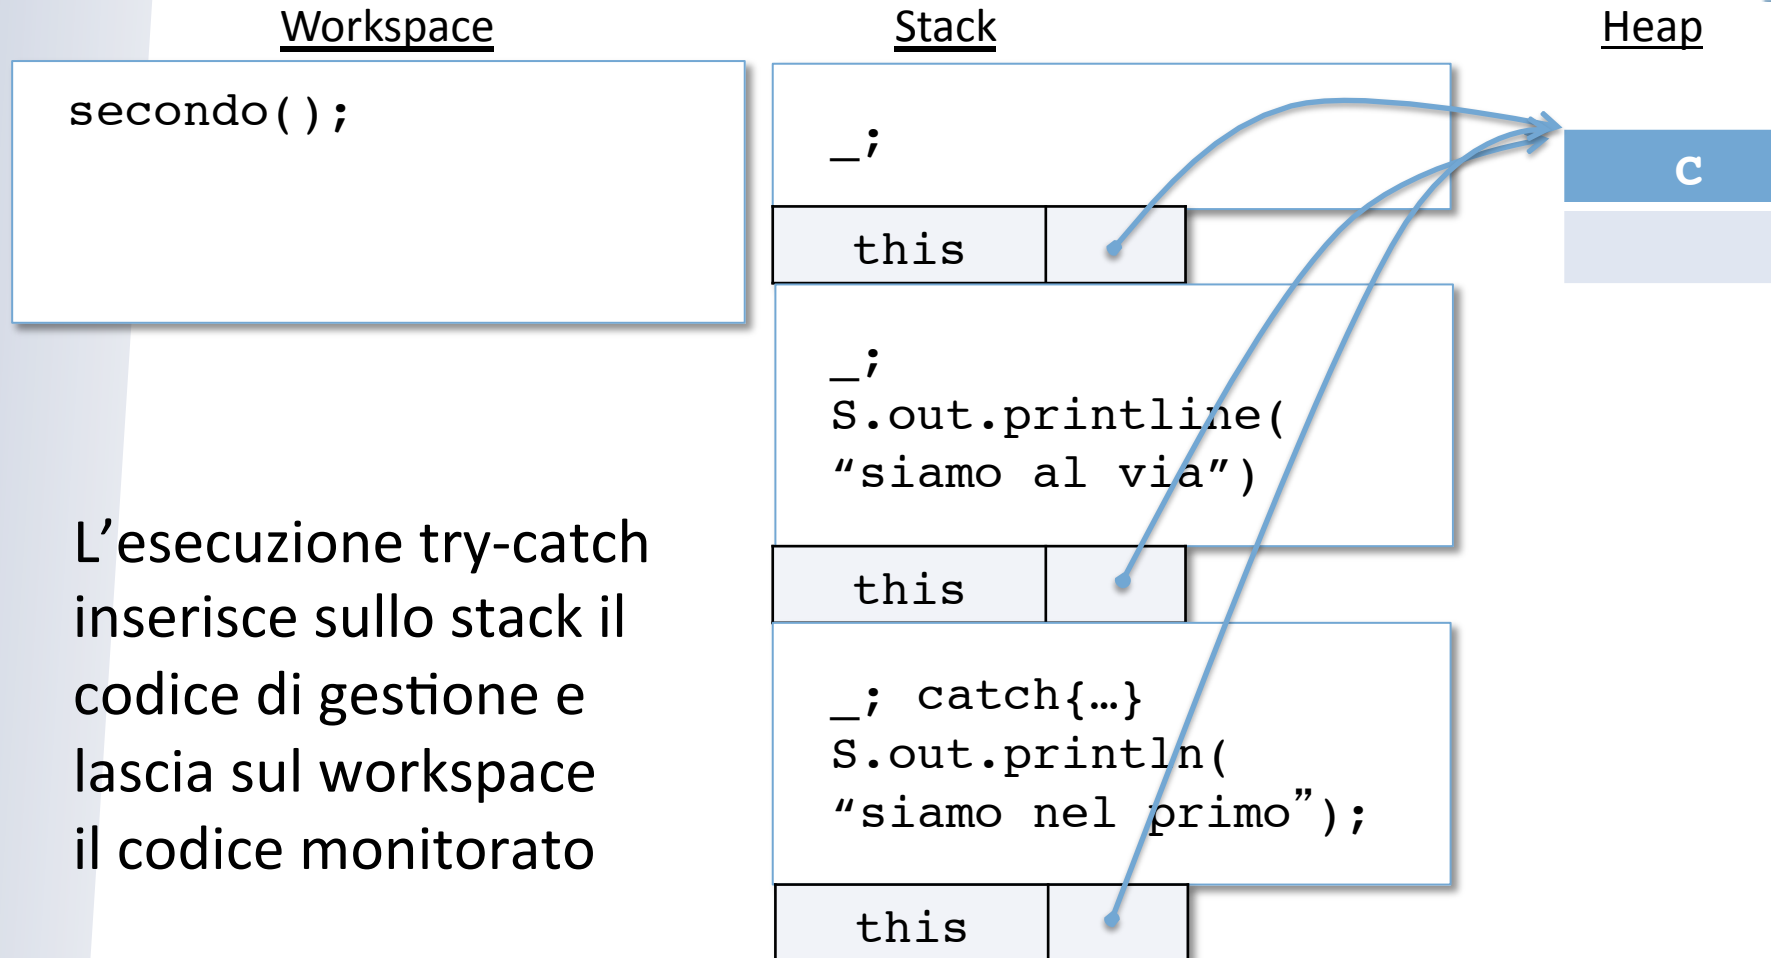 Workspace
Stack
Heap
secondo();
_;
C
this
_;
S.out.printline(
“siamo al via”)
this
L’esecuzione try-catch
inserisce sullo stack il
codice di gestione e
lascia sul workspace
il codice monitorato
_; catch{…}
S.out.println(
“siamo nel primo”);
this